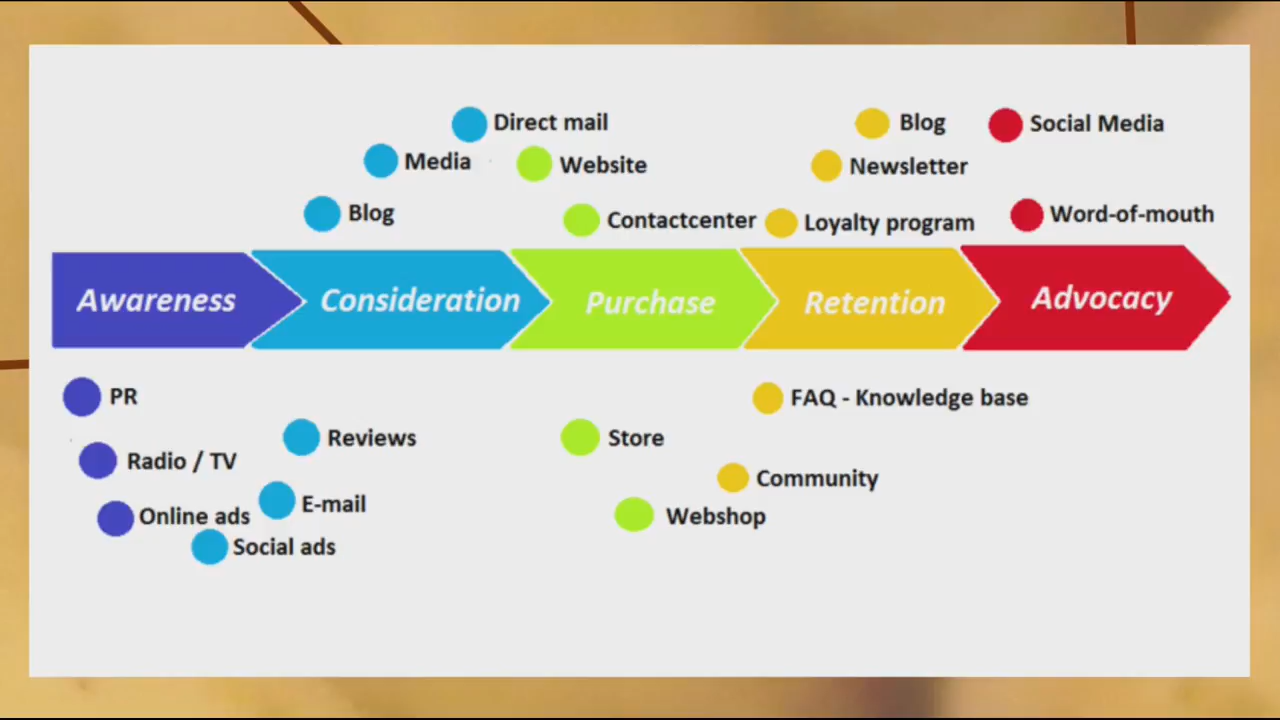 Direct mail
Blog
Social Media
Media
Website
Newsletter
Blog
Contactcenter
Loyalty program
Word-of-mouth
Awareness
Consideration
Purchase
Retention
Advocacy
PR
FAQ - Knowledge base
Reviews
Store
Radio / TV
Community
E-mail
Online ads
Webshop
Social ads